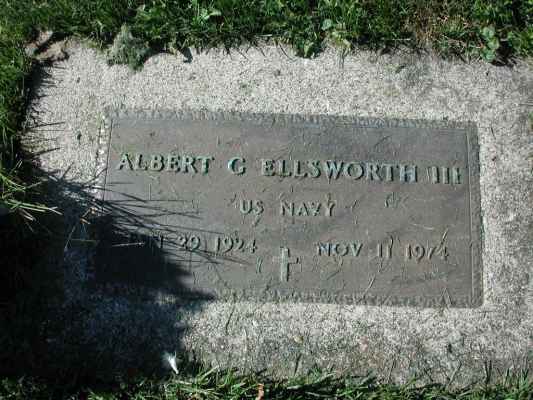 ALBERT G ELLSWORTH III
US NAVY
29 1924 NOV 11 1974